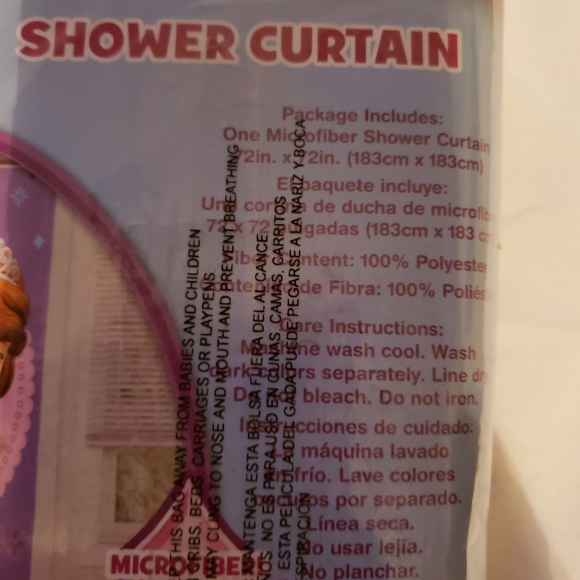 SHOWER CURTAIN
Package Includes:
One Microfiber Shower Curtain
72in. x 72in. (183cm x 183cm)
El paquete incluye:
Una cortina de ducha de
72 x 72 pulgadas (183cm x 183
Fiber Content: 100% Polyester
Contenido de Fibra: 100%
Care Instructions:
Machine wash cool. Wash
dark colors separately. Line
Do not bleach. Do not iron.
Instrucciones de cuidado:
máquina lavado
frío. Lave colores
por separado.
Línea seca.
No usar lejía.
No planchar.
MICROFIBER
THIS BAG AWAY FROM BABIES AND CHILDREN
CRIBS, BEDS, CARRIAGES OR PLAYPENS
CLING TO NOSE AND MOUTH AND PREVENT BREATHING
MANTENGA ESTA BOLSA FUERA DEL ALCANCE
NO ES PARA USO EN CUNAS, CAMAS, CARRITOS
ESTA PELICULA DELGADA PUEDE PEGARSE A LA NARIZ Y BOCA